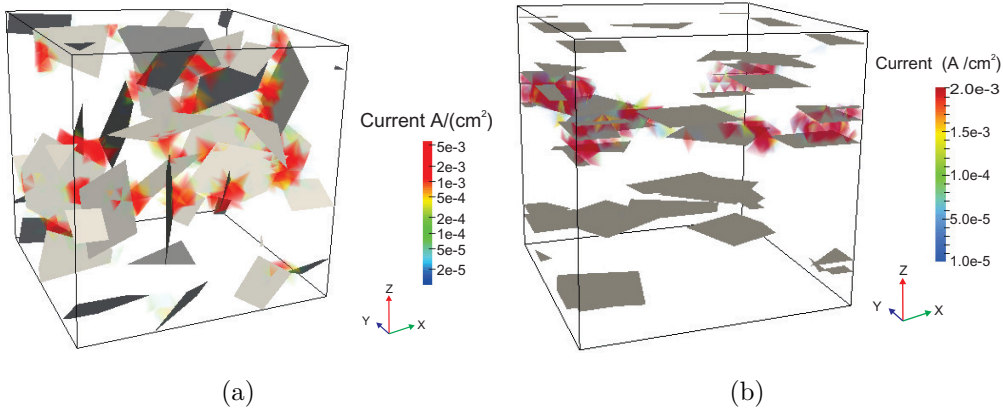 Current A/(cm²)
5e-3
2e-3
1e-3
5e-4
2e-4
1e-4
5e-5
2e-5
Z
Y
X
(a)
Current (A /cm²)
2.0e-3
1.5e-3
1.0e-4
5.0e-5
1.0e-5
Z
Y
X
(b)